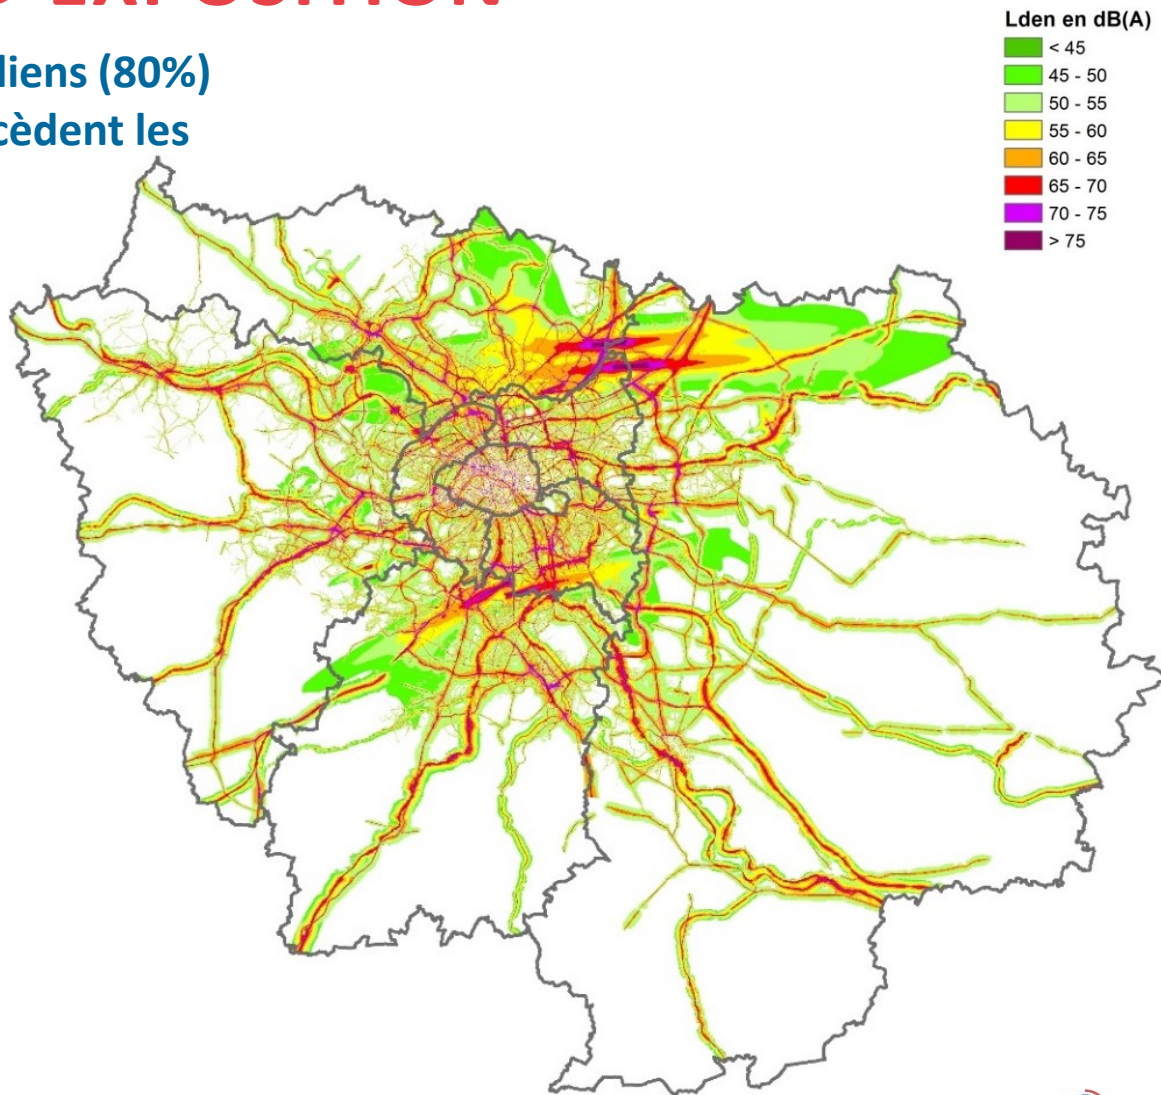 EXPOSITION
Lden en dB(A)
< 45
45 - 50
50 - 55
55 - 60
60 - 65
65 - 70
70 - 75
> 75
liens (80%)
cèdent les